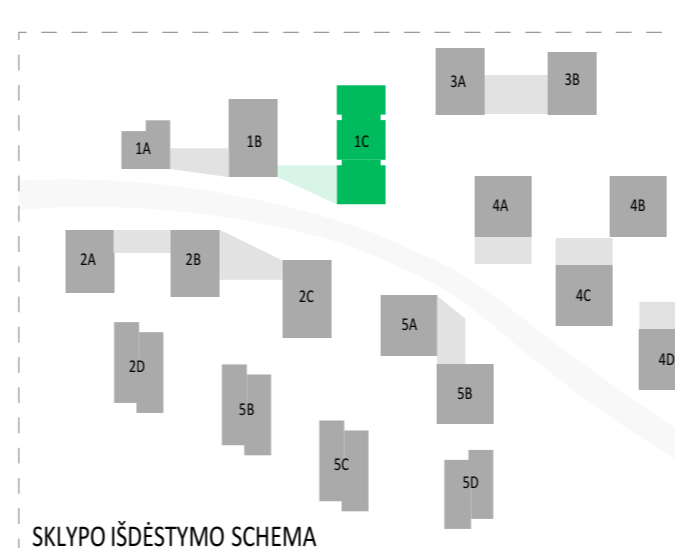 3A
3B
1A
1B
1C
4A
4B
2A
2B
2C
4C
5A
4D
2D
5B
5B
5C
5D
SKLYPO IŠDĖSTYMO SCHEMA